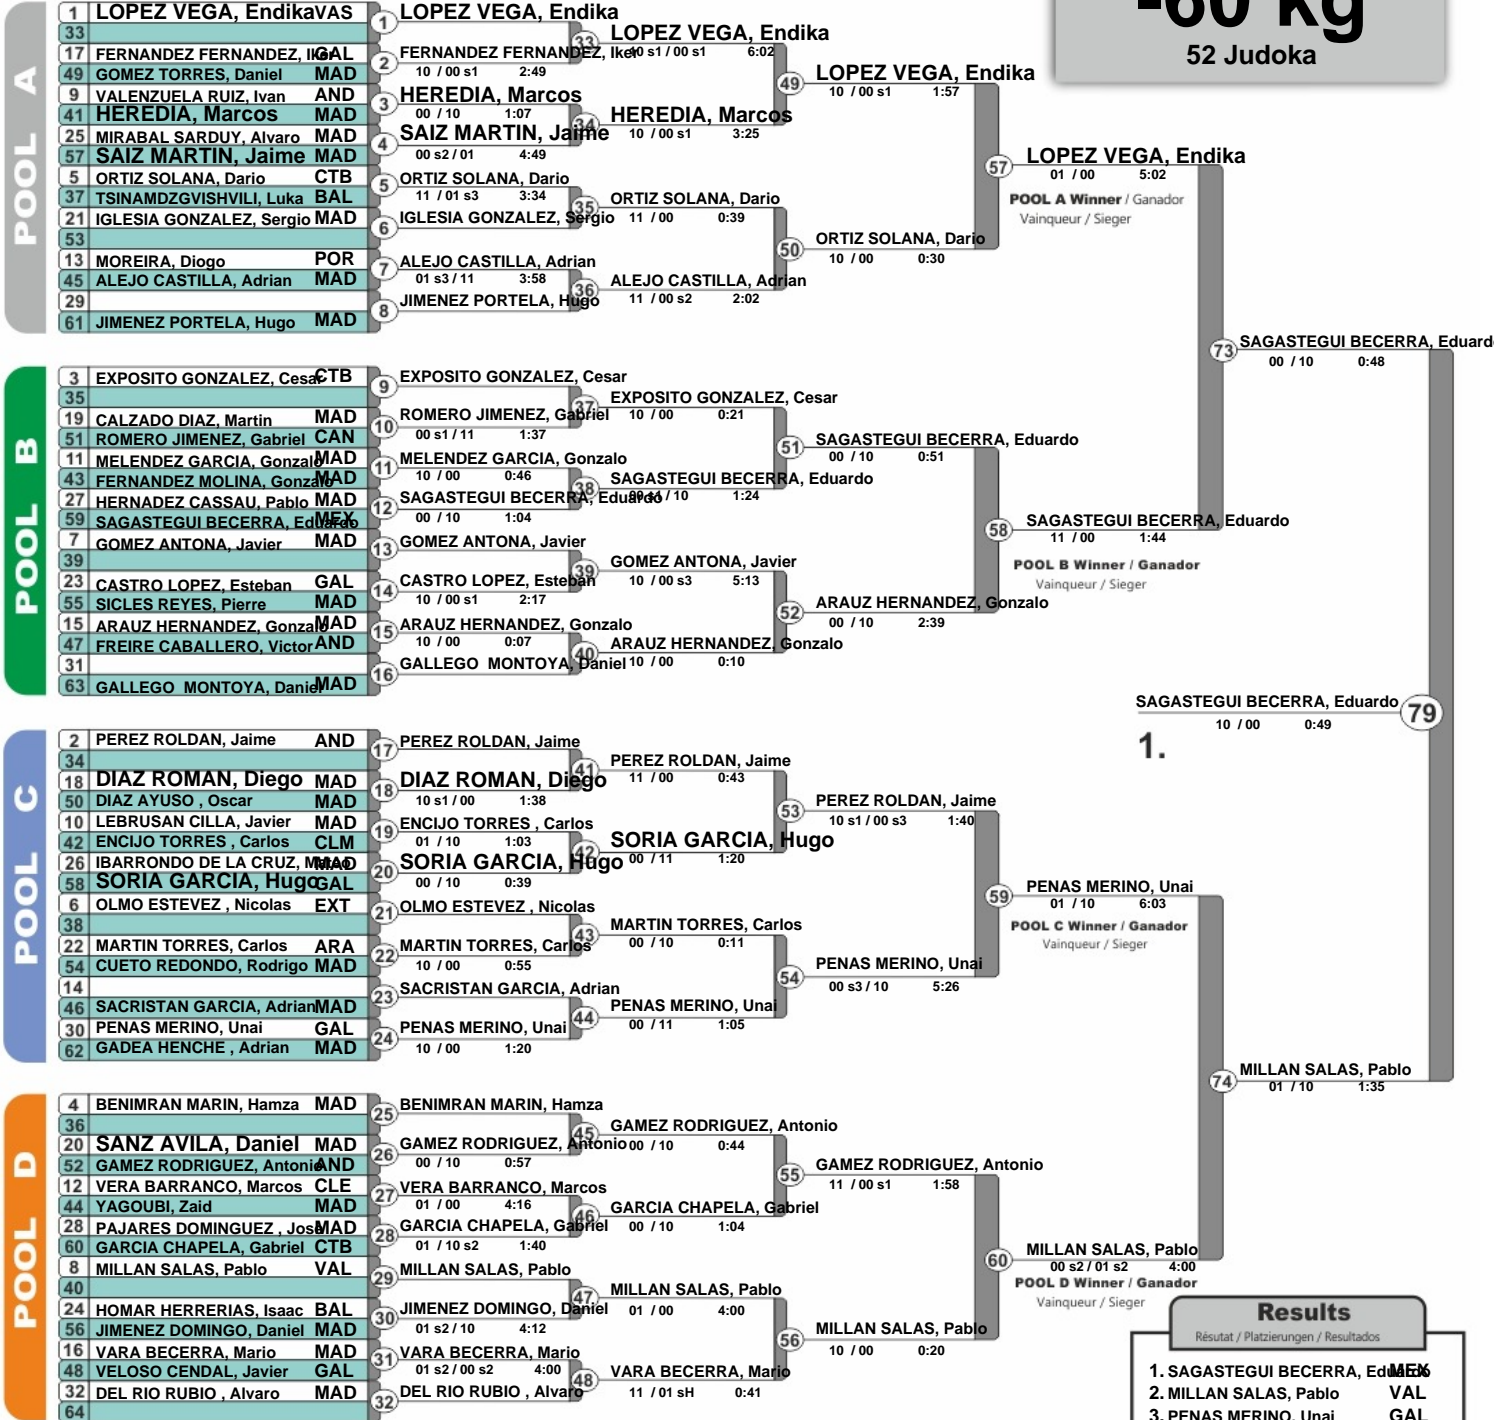 -60 kg
52 Judoka
POOL A
1 LOPEZ VEGA, Endika VAS
33
17 FERNANDEZ FERNANDEZ, Iker GAL
49 GOMEZ TORRES, Daniel MAD
9 VALENZUELA RUIZ, Ivan AND
41 HEREDIA, Marcos MAD
25 MIRABAL SARDUY, Alvaro MAD
57 SAIZ MARTIN, Jaime MAD
5 ORTIZ SOLANA, Dario CTB
37 TSINAMDZGVISHVILI, Luka BAL
21 IGLESIA GONZALEZ, Sergio MAD
53
13 MOREIRA, Diogo POR
45 ALEJO CASTILLA, Adrian MAD
29
61 JIMENEZ PORTELA, Hugo MAD
1 LOPEZ VEGA, Endika
2 FERNANDEZ FERNANDEZ, Iker
10 / 00 s1 2:49
3 HEREDIA, Marcos
00 / 10 1:07
4 SAIZ MARTIN, Jaime
00 s2 / 01 4:49
5 ORTIZ SOLANA, Dario
11 / 01 s3 3:34
6 IGLESIA GONZALEZ, Sergio
7 ALEJO CASTILLA, Adrian
01 s3 / 11 3:58
8 JIMENEZ PORTELA, Hugo
33 LOPEZ VEGA, Endika
10 s1 / 00 s1 6:02
34 HEREDIA, Marcos
10 / 00 s1 3:25
35 ORTIZ SOLANA, Dario
11 / 00 0:39
36 ALEJO CASTILLA, Adrian
11 / 00 s2 2:02
49 LOPEZ VEGA, Endika
10 / 00 s1 1:57
50 ORTIZ SOLANA, Dario
10 / 00 0:30
57 LOPEZ VEGA, Endika
01 / 00 5:02
POOL A Winner / Ganador
Vainqueur / Sieger
POOL B
3 EXPOSITO GONZALEZ, Cesar CTB
35
19 CALZADO DIAZ, Martin MAD
51 ROMERO JIMENEZ, Gabriel CAN
11 MELENDEZ GARCIA, Gonzalo MAD
43 FERNANDEZ MOLINA, Gonzalo MAD
27 HERNADEZ CASSAU, Pablo MAD
59 SAGASTEGUI BECERRA, Eduardo MEX
7 GOMEZ ANTONA, Javier MAD
39
23 CASTRO LOPEZ, Esteban GAL
55 SICLES REYES, Pierre MAD
15 ARAUZ HERNANDEZ, Gonzalo MAD
47 FREIRE CABALLERO, Victor AND
31
63 GALLEGO MONTOYA, Daniel MAD
9 EXPOSITO GONZALEZ, Cesar
10 ROMERO JIMENEZ, Gabriel
00 s1 / 11 1:37
11 MELENDEZ GARCIA, Gonzalo
10 / 00 0:46
12 SAGASTEGUI BECERRA, Eduardo
00 / 10 1:04
13 GOMEZ ANTONA, Javier
14 CASTRO LOPEZ, Esteban
10 / 00 s1 2:17
15 ARAUZ HERNANDEZ, Gonzalo
10 / 00 0:07
16 GALLEGO MONTOYA, Daniel
37 EXPOSITO GONZALEZ, Cesar
10 / 00 0:21
38 SAGASTEGUI BECERRA, Eduardo
00 s1 / 10 1:24
39 GOMEZ ANTONA, Javier
10 / 00 s3 5:13
40 ARAUZ HERNANDEZ, Gonzalo
10 / 00 0:10
51 SAGASTEGUI BECERRA, Eduardo
00 / 10 0:51
52 ARAUZ HERNANDEZ, Gonzalo
00 / 10 2:39
58 SAGASTEGUI BECERRA, Eduardo
11 / 00 1:44
POOL B Winner / Ganador
Vainqueur / Sieger
73 SAGASTEGUI BECERRA, Eduard
00 / 10 0:48
SAGASTEGUI BECERRA, Eduardo 79
10 / 00 0:49
1.
POOL C
2 PEREZ ROLDAN, Jaime AND
34
18 DIAZ ROMAN, Diego MAD
50 DIAZ AYUSO , Oscar MAD
10 LEBRUSAN CILLA, Javier MAD
42 ENCIJO TORRES , Carlos CLM
26 IBARRONDO DE LA CRUZ, Mateo MAD
58 SORIA GARCIA, Hugo GAL
6 OLMO ESTEVEZ , Nicolas EXT
38
22 MARTIN TORRES, Carlos ARA
54 CUETO REDONDO, Rodrigo MAD
14
46 SACRISTAN GARCIA, Adrian MAD
30 PENAS MERINO, Unai GAL
62 GADEA HENCHE , Adrian MAD
17 PEREZ ROLDAN, Jaime
18 DIAZ ROMAN, Diego
10 s1 / 00 1:38
19 ENCIJO TORRES , Carlos
01 / 10 1:03
20 SORIA GARCIA, Hugo
00 / 10 0:39
21 OLMO ESTEVEZ , Nicolas
22 MARTIN TORRES, Carlos
10 / 00 0:55
23 SACRISTAN GARCIA, Adrian
24 PENAS MERINO, Unai
10 / 00 1:20
41 PEREZ ROLDAN, Jaime
11 / 00 0:43
42 SORIA GARCIA, Hugo
00 / 11 1:20
43 MARTIN TORRES, Carlos
00 / 10 0:11
44 PENAS MERINO, Unai
00 / 11 1:05
53 PEREZ ROLDAN, Jaime
10 s1 / 00 s3 1:40
54 PENAS MERINO, Unai
00 s3 / 10 5:26
59 PENAS MERINO, Unai
01 / 10 6:03
POOL C Winner / Ganador
Vainqueur / Sieger
74 MILLAN SALAS, Pablo
01 / 10 1:35
POOL D
4 BENIMRAN MARIN, Hamza MAD
36
20 SANZ AVILA, Daniel MAD
52 GAMEZ RODRIGUEZ, Antonio AND
12 VERA BARRANCO, Marcos CLE
44 YAGOUBI, Zaid MAD
28 PAJARES DOMINGUEZ , Jose MAD
60 GARCIA CHAPELA, Gabriel CTB
8 MILLAN SALAS, Pablo VAL
40
24 HOMAR HERRERIAS, Isaac BAL
56 JIMENEZ DOMINGO, Daniel MAD
16 VARA BECERRA, Mario MAD
48 VELOSO CENDAL, Javier GAL
32 DEL RIO RUBIO , Alvaro MAD
64
25 BENIMRAN MARIN, Hamza
26 GAMEZ RODRIGUEZ, Antonio
00 / 10 0:57
27 VERA BARRANCO, Marcos
01 / 00 4:16
28 GARCIA CHAPELA, Gabriel
01 / 10 s2 1:40
29 MILLAN SALAS, Pablo
30 JIMENEZ DOMINGO, Daniel
01 s2 / 10 4:12
31 VARA BECERRA, Mario
01 s2 / 00 s2 4:00
32 DEL RIO RUBIO , Alvaro
45 GAMEZ RODRIGUEZ, Antonio
00 / 10 0:44
46 GARCIA CHAPELA, Gabriel
00 / 10 1:04
47 MILLAN SALAS, Pablo
01 / 00 4:00
48 VARA BECERRA, Mario
11 / 01 sH 0:41
55 GAMEZ RODRIGUEZ, Antonio
11 / 00 s1 1:58
56 MILLAN SALAS, Pablo
10 / 00 0:20
60 MILLAN SALAS, Pablo
00 s2 / 01 s2 4:00
POOL D Winner / Ganador
Vainqueur / Sieger
Results
Résutat / Platzierungen / Resultados
1. SAGASTEGUI BECERRA, Eduardo MEX
2. MILLAN SALAS, Pablo VAL
3. PENAS MERINO, Unai GAL